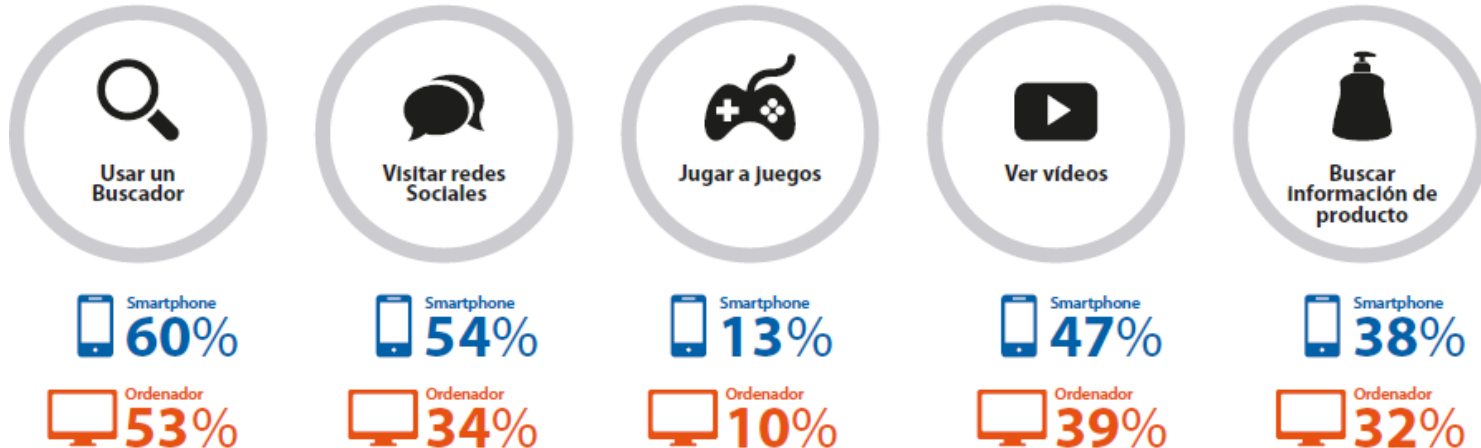 Usar un
Buscador
Visitar redes
Sociales
Jugar a juegos
Ver vídeos
Buscar
información de
producto
Smartphone
60%
Smartphone
54%
Smartphone
13%
Smartphone
47%
Smartphone
38%
Ordenador
53%
Ordenador
34%
Ordenador
10%
Ordenador
39%
Ordenador
32%